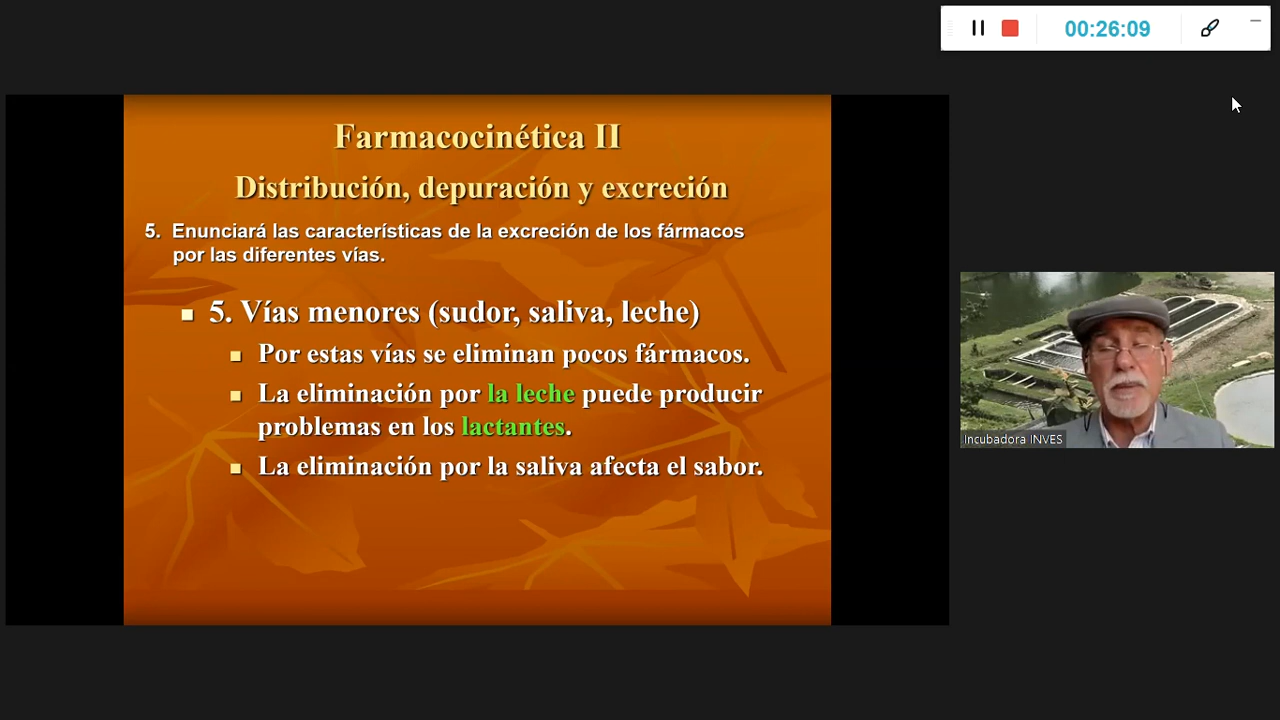 00:26:09
Farmacocinética II
Distribución, depuración y excreción
5. Enunciará las características de la excreción de los fármacos
por las diferentes vías.
5. Vías menores (sudor, saliva, leche)
Por estas vías se eliminan pocos fármacos.
La eliminación por la leche puede producir
problemas en los lactantes.
La eliminación por la saliva afecta el sabor.
Incubadora INVES